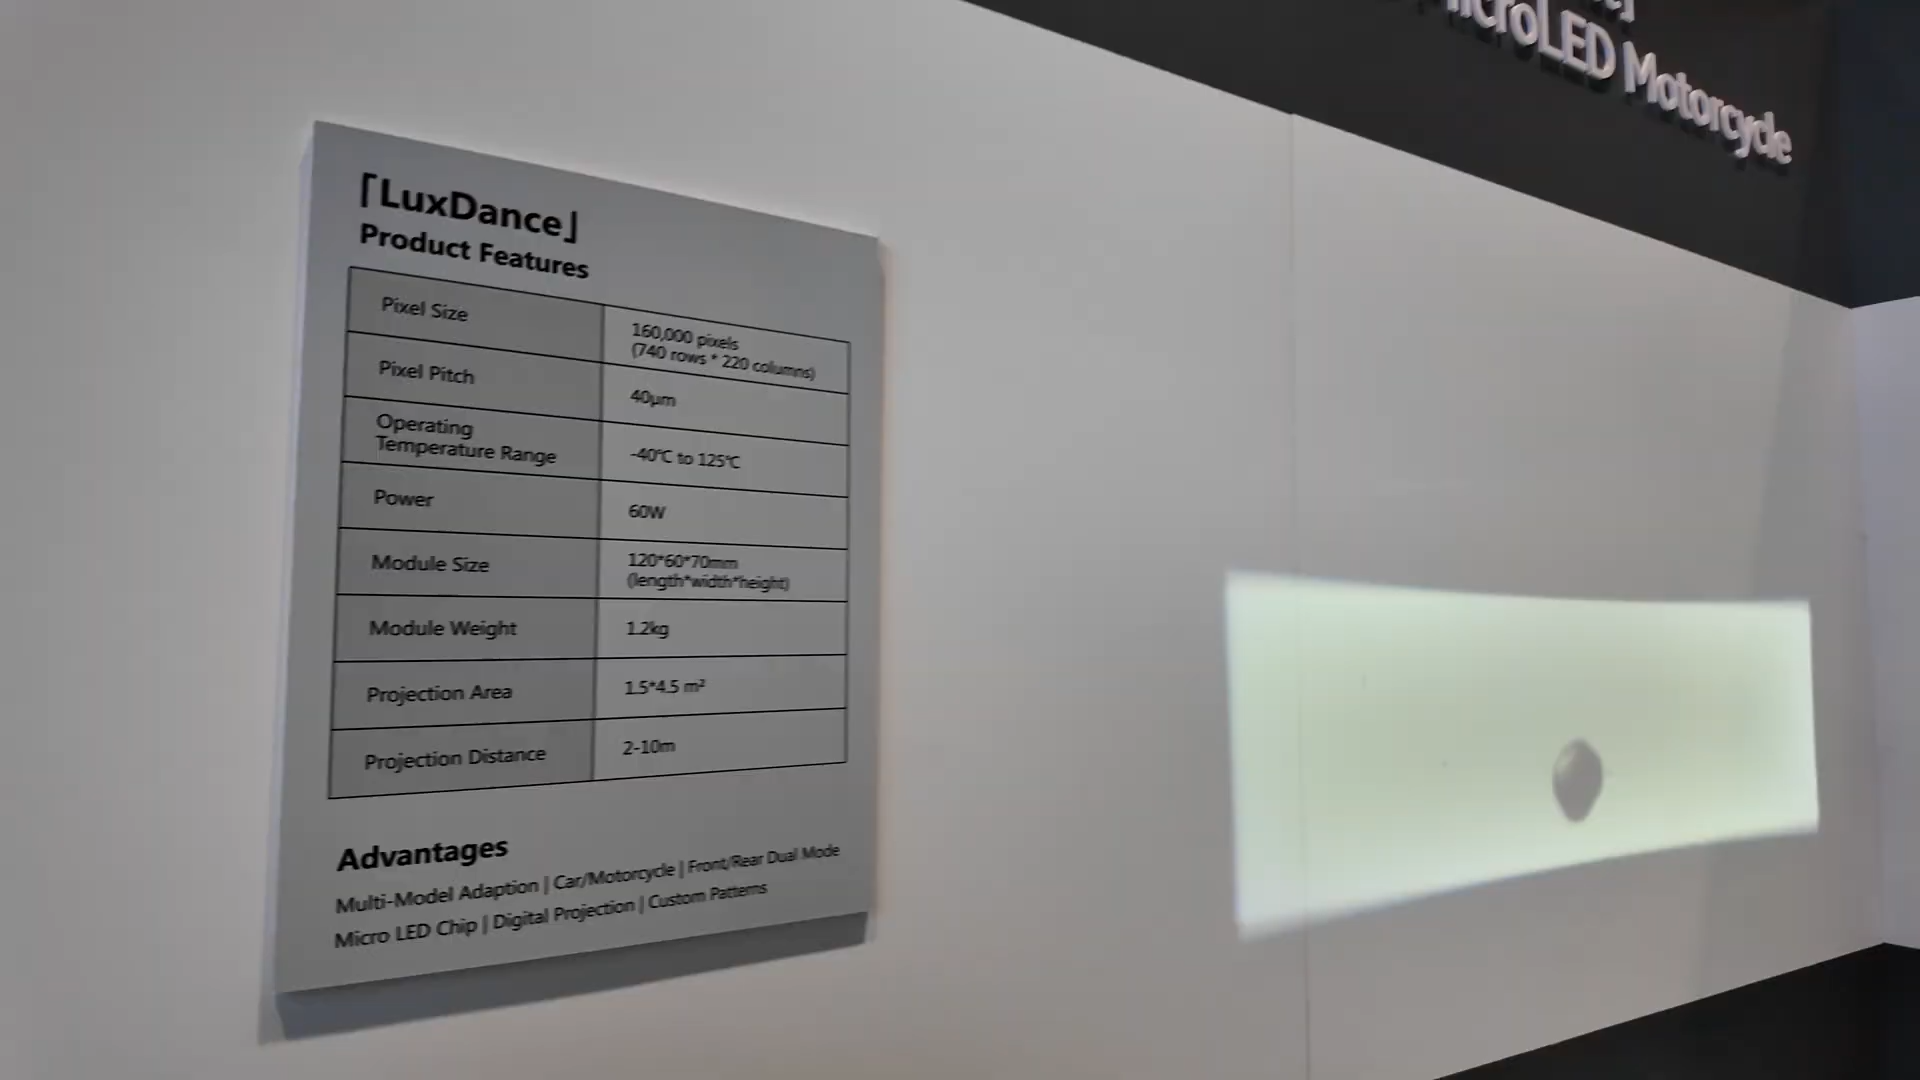 MicroLED Motorcycle
「LuxDance」
Product Features
Pixel Size
160,000 pixels
(740 rows * 220 columns)
Pixel Pitch
40μm
Operating
Temperature Range
-40℃ to 125℃
Power
60W
Module Size
120*60*70mm
(length*width*height)
Module Weight
1.2kg
Projection Area
1.5*4.5 m²
Projection Distance
2-10m
Advantages
Multi-Model Adaption | Car/Motorcycle | Front/Rear Dual Mode
Micro LED Chip | Digital Projection | Custom Patterns